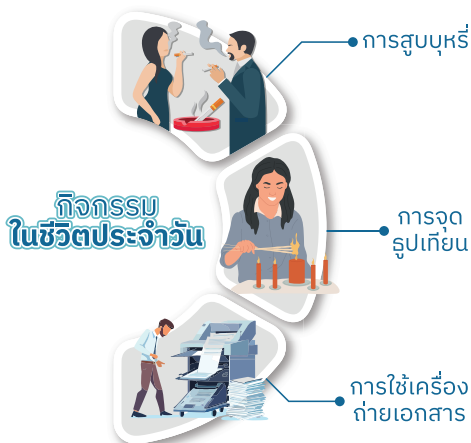 การสูบบุหรี่
กิจกรรม
ในชีวิตประจำวัน
การจุด
ธูปเทียน
การใช้เครื่อง
ถ่ายเอกสาร